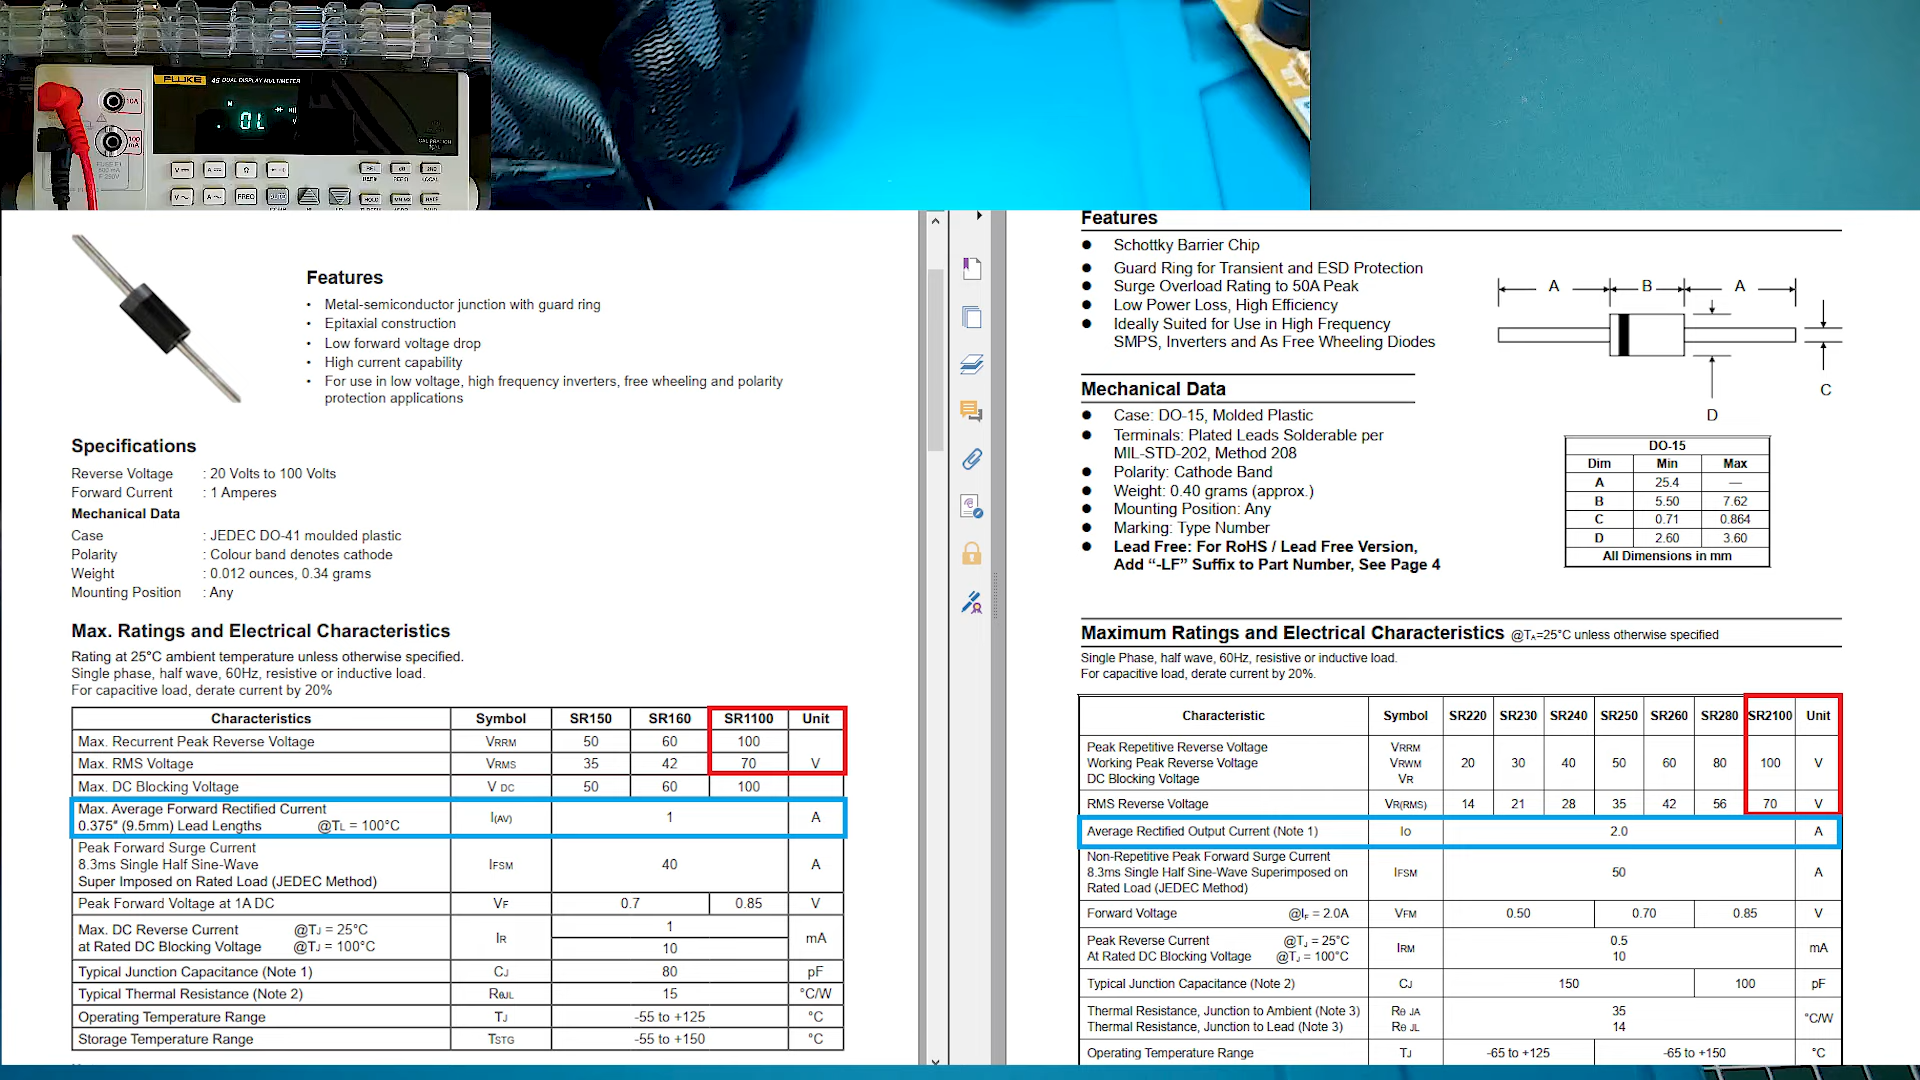 FLUKE 45 DUAL DISPLAY MULTIMETER
10A
OL
100 mA
FREQ
HOLD
Features
• Metal-semiconductor junction with guard ring
• Epitaxial construction
• Low forward voltage drop
• High current capability
• For use in low voltage, high frequency inverters, free wheeling and polarity
protection applications
Specifications
Reverse Voltage : 20 Volts to 100 Volts
Forward Current : 1 Amperes
Mechanical Data
Case : JEDEC DO-41 moulded plastic
Polarity : Colour band denotes cathode
Weight : 0.012 ounces, 0.34 grams
Mounting Position : Any
Max. Ratings and Electrical Characteristics
Rating at 25°C ambient temperature unless otherwise specified.
Single phase, half wave, 60Hz, resistive or inductive load.
For capacitive load, derate current by 20%
Characteristics Symbol SR150 SR160 SR1100 Unit
Max. Recurrent Peak Reverse Voltage VRRM 50 60 100
Max. RMS Voltage VRMS 35 42 70 V
Max. DC Blocking Voltage V DC 50 60 100
Max. Average Forward Rectified Current
0.375" (9.5mm) Lead Lengths @TL = 100°C I(AV) 1 A
Peak Forward Surge Current
8.3ms Single Half Sine-Wave IFSM 40 A
Super Imposed on Rated Load (JEDEC Method)
Peak Forward Voltage at 1A DC VF 0.7 0.85 V
Max. DC Reverse Current @TJ = 25°C 1
at Rated DC Blocking Voltage @TJ = 100°C IR 10 mA
Typical Junction Capacitance (Note 1) CJ 80 pF
Typical Thermal Resistance (Note 2) RθJL 15 °C/W
Operating Temperature Range TJ -55 to +125 °C
Storage Temperature Range TSTG -55 to +150 °C
Features
● Schottky Barrier Chip
● Guard Ring for Transient and ESD Protection
● Surge Overload Rating to 50A Peak
● Low Power Loss, High Efficiency
● Ideally Suited for Use in High Frequency
SMPS, Inverters and As Free Wheeling Diodes
A B A
C
D
Mechanical Data
● Case: DO-15, Molded Plastic
● Terminals: Plated Leads Solderable per
MIL-STD-202, Method 208
● Polarity: Cathode Band
● Weight: 0.40 grams (approx.)
● Mounting Position: Any
● Marking: Type Number
● Lead Free: For RoHS / Lead Free Version,
Add “-LF” Suffix to Part Number, See Page 4
DO-15
Dim Min Max
A 25.4 —
B 5.50 7.62
C 0.71 0.864
D 2.60 3.60
All Dimensions in mm
Maximum Ratings and Electrical Characteristics @TA=25°C unless otherwise specified
Single Phase, half wave, 60Hz, resistive or inductive load.
For capacitive load, derate current by 20%.
Characteristic Symbol SR220 SR230 SR240 SR250 SR260 SR280 SR2100 Unit
Peak Repetitive Reverse Voltage VRRM
Working Peak Reverse Voltage VRWM 20 30 40 50 60 80 100 V
DC Blocking Voltage VR
RMS Reverse Voltage VR(RMS) 14 21 28 35 42 56 70 V
Average Rectified Output Current (Note 1) Io 2.0 A
Non-Repetitive Peak Forward Surge Current
8.3ms Single Half Sine-Wave Superimposed on IFSM 50 A
Rated Load (JEDEC Method)
Forward Voltage @IF = 2.0A VFM 0.50 0.70 0.85 V
Peak Reverse Current @TJ = 25°C 0.5
At Rated DC Blocking Voltage @TJ = 100°C IRM 10 mA
Typical Junction Capacitance (Note 2) CJ 150 100 pF
Thermal Resistance, Junction to Ambient (Note 3) Rθ JA 35
Thermal Resistance, Junction to Lead (Note 3) Rθ JL 14 °C/W
Operating Temperature Range TJ -65 to +125 -65 to +150 °C